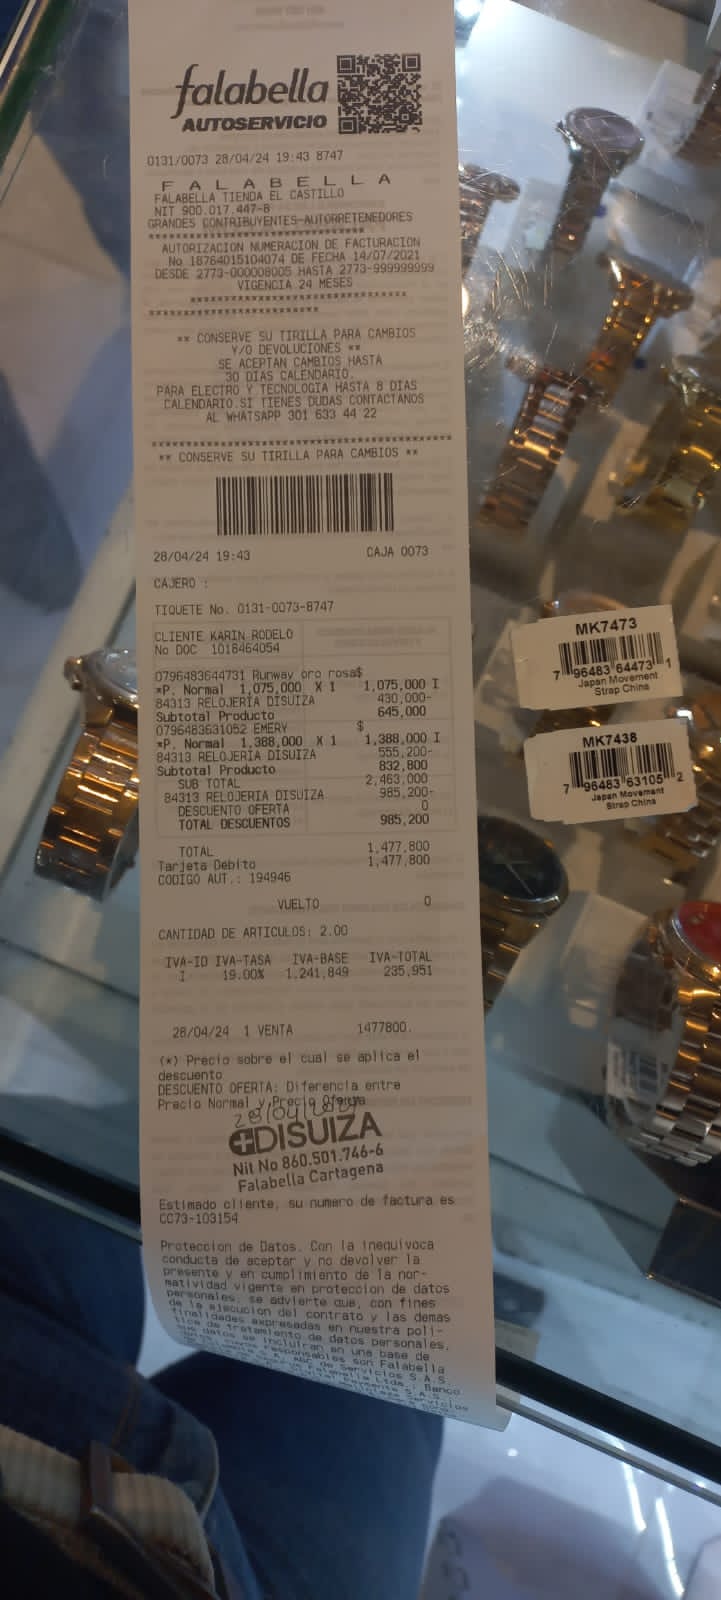 falabella
AUTOSERVICIO
0131/0073 28/04/24 19:43 8747
F A L A B E L L A
FALABELLA TIENDA EL CASTILLO
NIT 900.017.447-8
GRANDES CONTRIBUYENTES-AUTORRETENEDORES
AUTORIZACION NUMERACION DE FACTURACION
No 18764015104074 DE FECHA 14/07/2021
DESDE 2773-000008005 HASTA 2773-999999999
VIGENCIA 24 MESES
** CONSERVE SU TIRILLA PARA CAMBIOS
Y/O DEVOLUCIONES **
SE ACEPTAN CAMBIOS HASTA
30 DIAS CALENDARIO.
PARA ELECTRO Y TECNOLOGIA HASTA 8 DIAS
CALENDARIO.SI TIENES DUDAS CONTACTANOS
AL WHATSAPP 301 633 44 22
** CONSERVE SU TIRILLA PARA CAMBIOS **
28/04/24 19:43 CAJA 0073
CAJERO :
TIQUETE No. 0131-0073-8747
CLIENTE KARIN RODELO
No DOC 1016464054
0796483644731 Runway oro rosa$
*P. Normal 1,075,000 X 1 1,075,000 I
84313 RELOJERIA DISUIZA 430,000-
Subtotal Producto 645,000
0796483631052 EMERY $
*P. Normal 1,388,000 X 1 1,388,000 I
84313 RELOJERIA DISUIZA 555,200-
Subtotal Producto 832,800
SUB TOTAL 2,463,000
84313 RELOJERIA DISUIZA 985,200-
DESCUENTO OFERTA 0
TOTAL DESCUENTOS 985,200
TOTAL 1,477,800
Tarjeta Debito 1,477,800
CODIGO AUT.: 194946
VUELTO 0
CANTIDAD DE ARTICULOS: 2.00
IVA-ID IVA-TASA IVA-BASE IVA-TOTAL
I 19.00% 1.241,849 235,951
28/04/24 1 VENTA 1477800.
(*) Precio sobre el cual se aplica el
descuento
DESCUENTO OFERTA: Diferencia entre
Precio Normal y Precio Oferta
DISUIZA
Nit No 860.501.746-6
Falabella Cartagena
Estimado cliente, su numero de factura es
CC73-103154
Proteccion de Datos. Con la inequivoca
conducta de aceptar y no devolver la
presente y en cumplimiento de la nor-
matividad vigente en proteccion de datos
personales, se advierte que, con fines
de la ejecucion del contrato y las demas
finalidades expresadas en nuestra poli-
tica de tratamiento de datos personales,
sus datos se incluiran en una base de
datos cuyos responsables son Falabella
MK7473
7 96483 64473 1
Japan Movement
Strap China
MK7438
7 96483 63105 2
Japan Movement
Strap China